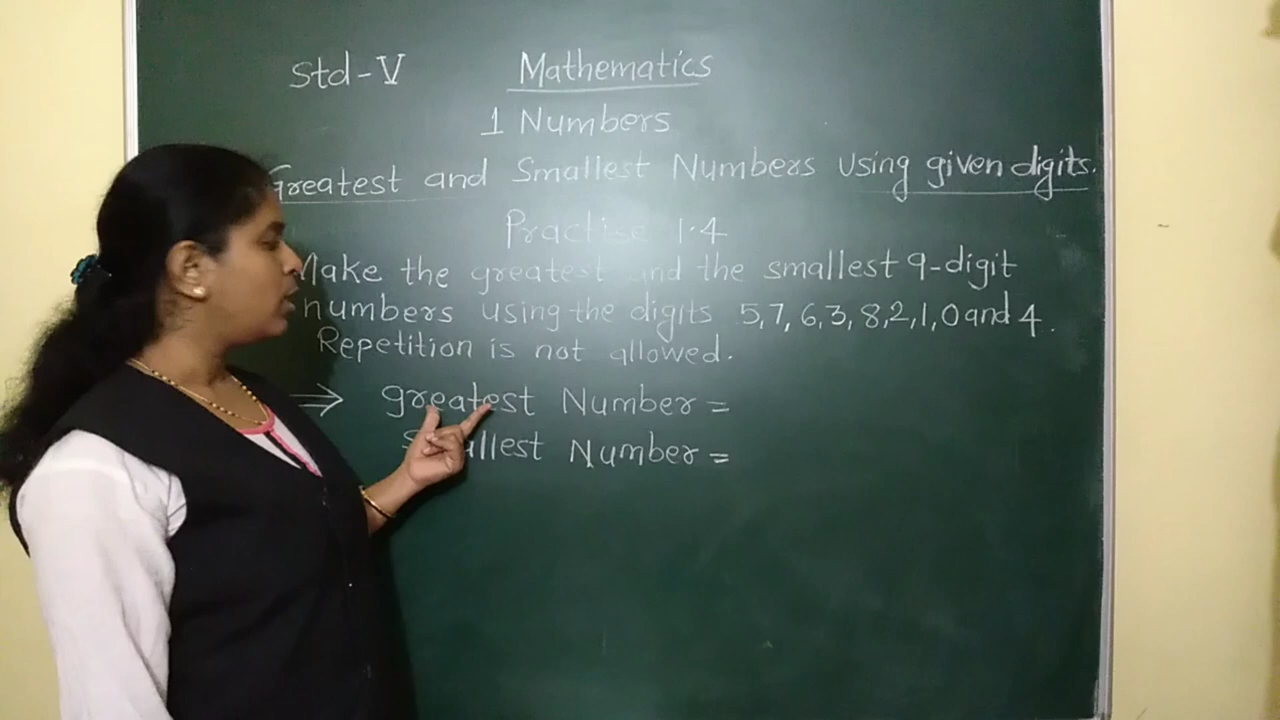 Std-V Mathematics
1 Numbers
Greatest and Smallest Numbers using given digits.
Practise 1.4
Make the greatest and the smallest 9-digit
numbers using the digits 5,7,6,3,8,2,1,0 and 4.
Repetition is not allowed.
⇒ greatest Number =
Smallest Number =